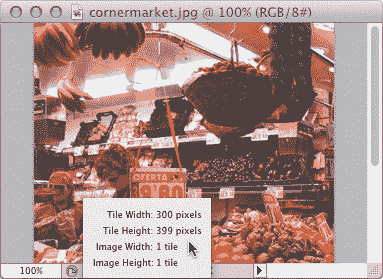 cornermarket.jpg @ 100% (RGB/8#)
OFERTA
Tile Width: 300 pixels
Tile Height: 399 pixels
Image Width: 1 tile
Image Height: 1 tile
100%